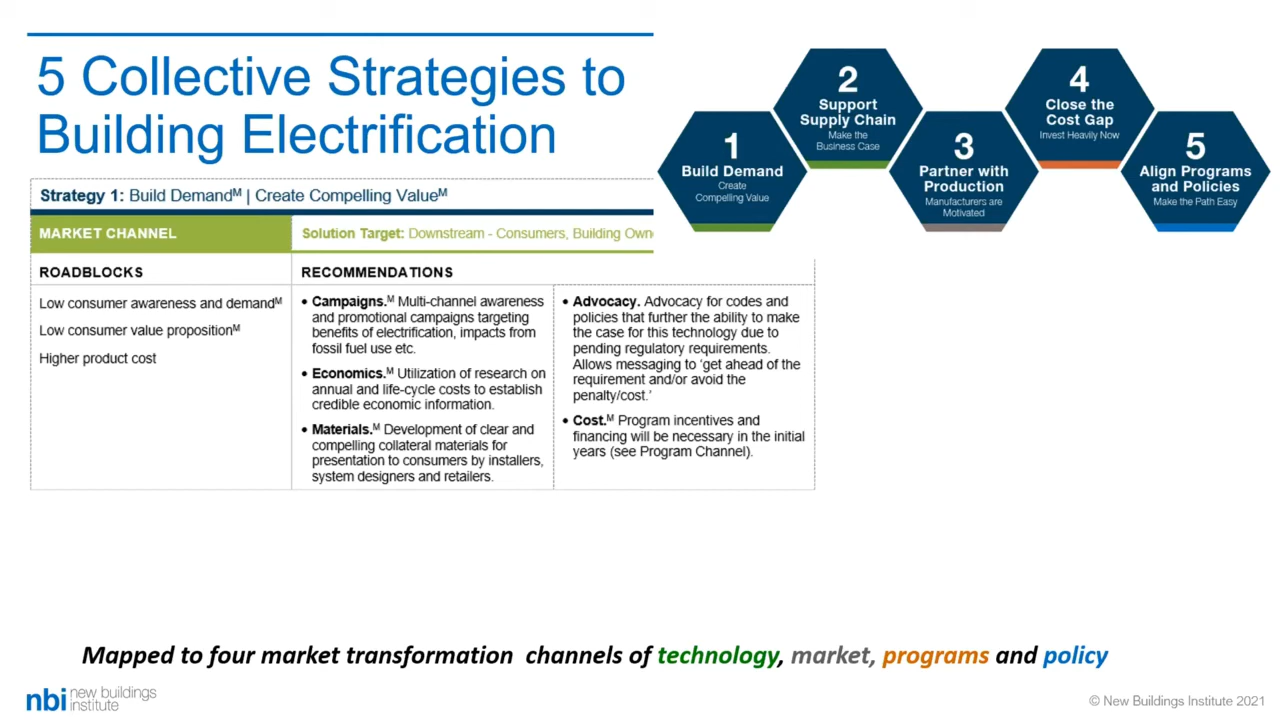 5 Collective Strategies to
Building Electrification
1
Build Demand
Create
Compelling Value
2
Support
Supply Chain
Make the
Business Case
3
Partner with
Production
Manufacturers are
Motivated
4
Close the
Cost Gap
Invest Heavily Now
5
Align Programs
and Policies
Make the Path Easy
Strategy 1: Build Demandᴹ | Create Compelling Valueᴹ
MARKET CHANNEL
Solution Target: Downstream - Consumers, Building Own
ROADBLOCKS
Low consumer awareness and demandᴹ
Low consumer value propositionᴹ
Higher product cost
RECOMMENDATIONS
• Campaigns.ᴹ Multi-channel awareness
and promotional campaigns targeting
benefits of electrification, impacts from
fossil fuel use etc.
• Economics.ᴹ Utilization of research on
annual and life-cycle costs to establish
credible economic information.
• Materials.ᴹ Development of clear and
compelling collateral materials for
presentation to consumers by installers,
system designers and retailers.
• Advocacy. Advocacy for codes and
policies that further the ability to make
the case for this technology due to
pending regulatory requirements.
Allows messaging to ‘get ahead of the
requirement and/or avoid the
penalty/cost.’
• Cost.ᴹ Program incentives and
financing will be necessary in the initial
years (see Program Channel).
Mapped to four market transformation channels of technology, market, programs and policy
nbi new buildings
institute
© New Buildings Institute 2021